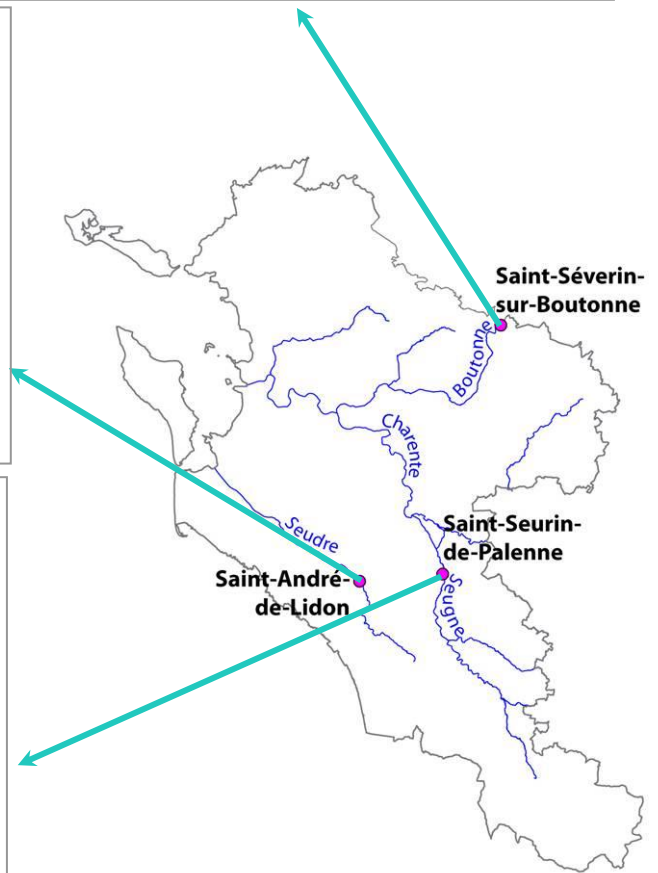 Saint-Séverin-
sur-Boutonne
Boutonne
Charente
Saint-Seurin-
de-Palenne
Seudre
Saint-André-
de-Lidon
Seugne